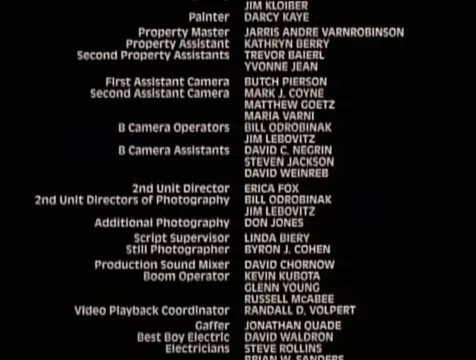 JIM KLOIBER
Painter DARCY KAYE
Property Master JARRIS ANDRE VARNROBINSON
Property Assistant KATHRYN BERRY
Second Property Assistants TREVOR BAIERL
YVONNE JEAN
First Assistant Camera BUTCH PIERSON
Second Assistant Camera MARK J. COYNE
MATTHEW GOETZ
MARIA VARNI
B Camera Operators BILL ODROBINAK
JIM LEBOVITZ
B Camera Assistants DAVID C. NEGRIN
STEVEN JACKSON
DAVID WEINREB
2nd Unit Director ERICA FOX
2nd Unit Directors of Photography BILL ODROBINAK
JIM LEBOVITZ
Additional Photography DON JONES
Script Supervisor LINDA BIERY
Still Photographer BYRON J. COHEN
Production Sound Mixer DAVID CHORNOW
Boom Operator KEVIN KUBOTA
GLENN YOUNG
RUSSELL McABEE
Video Playback Coordinator RANDALL D. VOLPERT
Gaffer JONATHAN QUADE
Best Boy Electric DAVID WALDRON
Electricians STEVE ROLLINS
BRIAN W. SANDERS